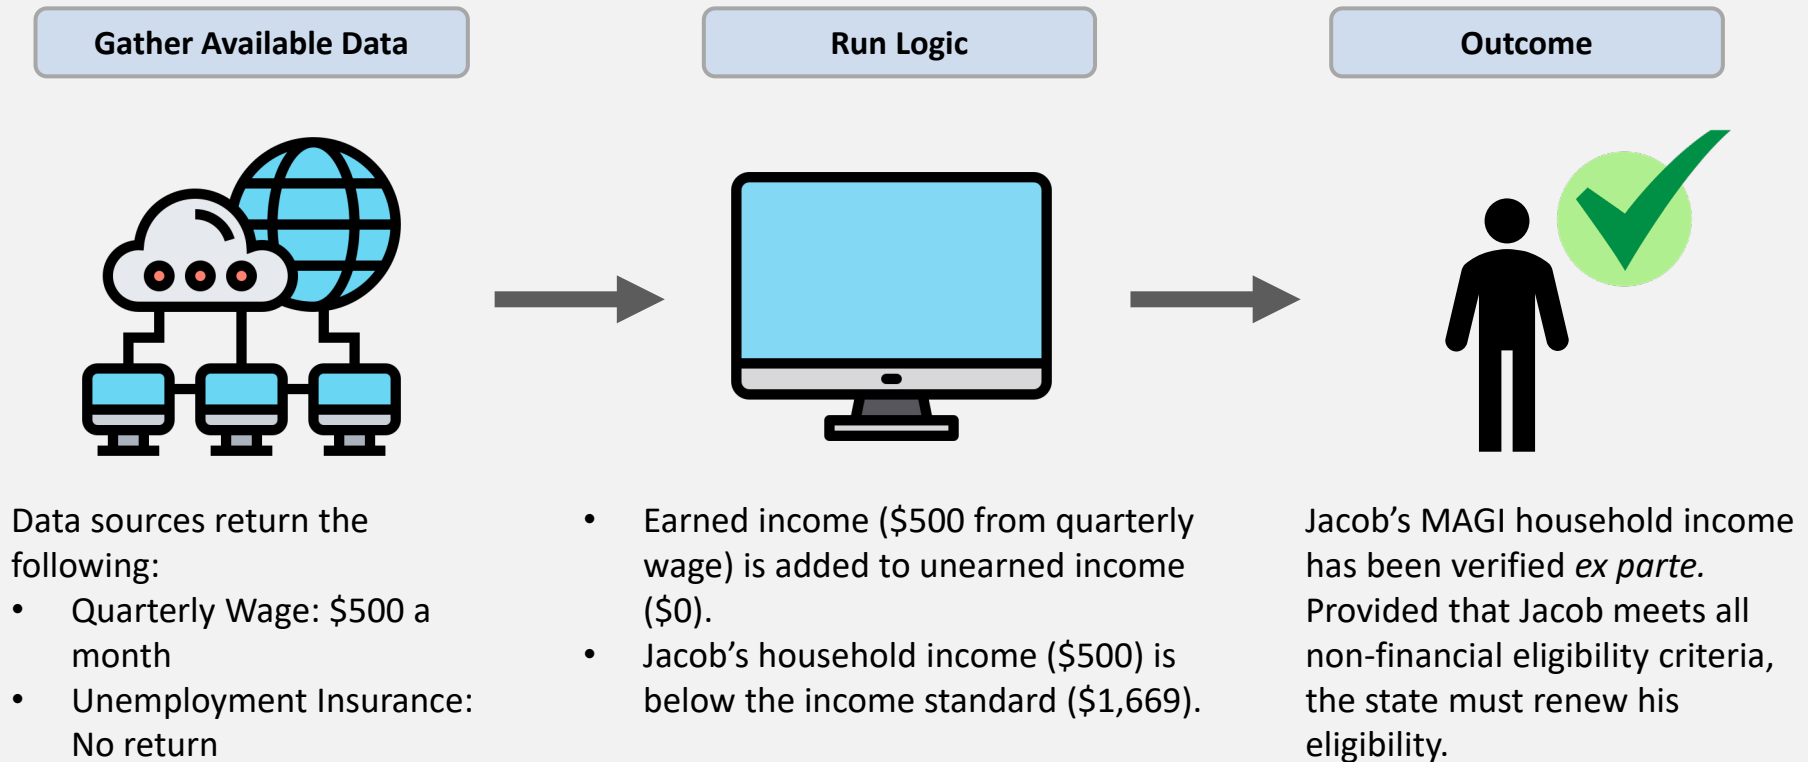 Gather Available Data
Run Logic
Outcome
Data sources return the
following:
• Quarterly Wage: $500 a
month
• Unemployment Insurance:
No return
• Earned income ($500 from quarterly
wage) is added to unearned income
($0).
• Jacob’s household income ($500) is
below the income standard ($1,669).
Jacob’s MAGI household income
has been verified ex parte.
Provided that Jacob meets all
non-financial eligibility criteria,
the state must renew his
eligibility.